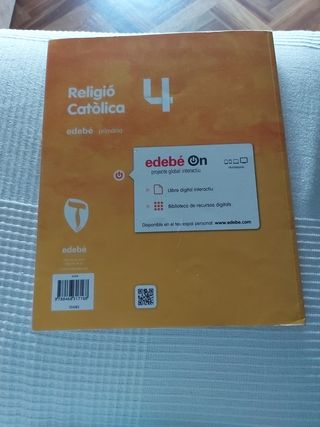 Religió
Catòlica
4
edebé primària
edebé On
projecte global interactiu
Llibre digital interactiu
Biblioteca de recursos digitals
Disponible en el teu espai personal: www.edebe.com
edebé